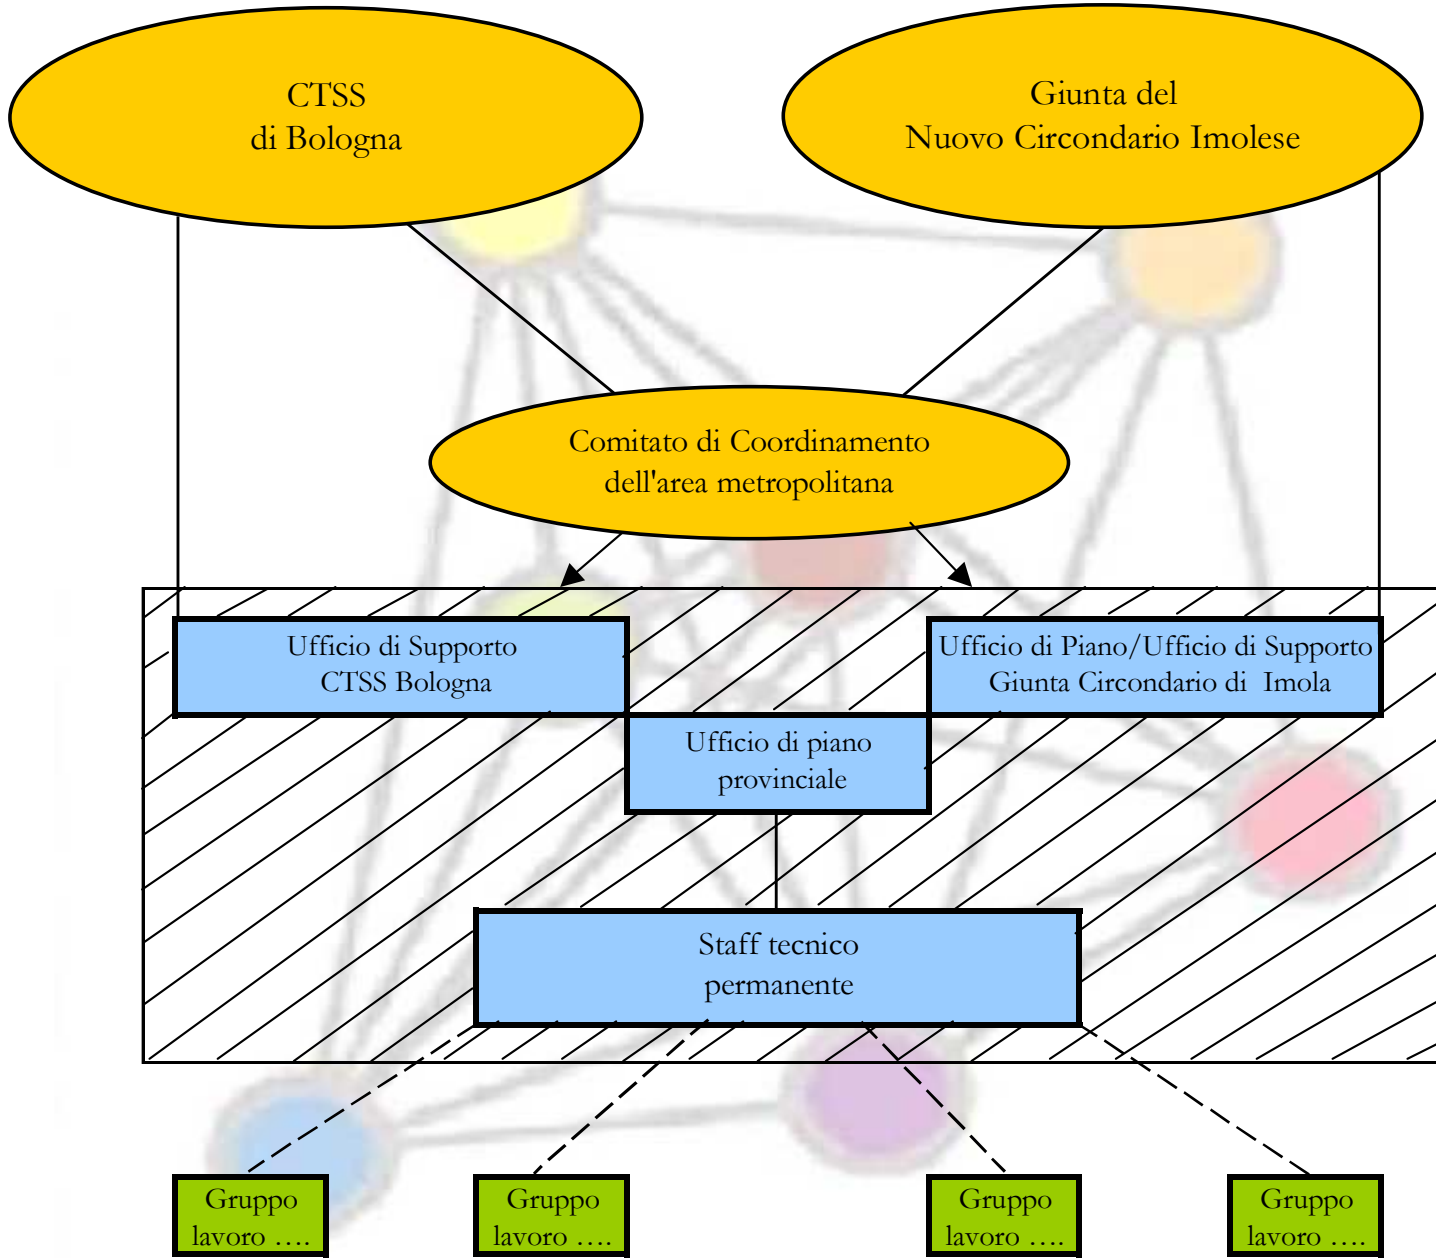 CTSS
di Bologna
Giunta del
Nuovo Circondario Imolese
Comitato di Coordinamento
dell'area metropolitana
Ufficio di Supporto
CTSS Bologna
Ufficio di Piano/Ufficio di Supporto
Giunta Circondario di Imola
Ufficio di piano
provinciale
Staff tecnico
permanente
Gruppo
lavoro ….
Gruppo
lavoro ….
Gruppo
lavoro ….
Gruppo
lavoro ….